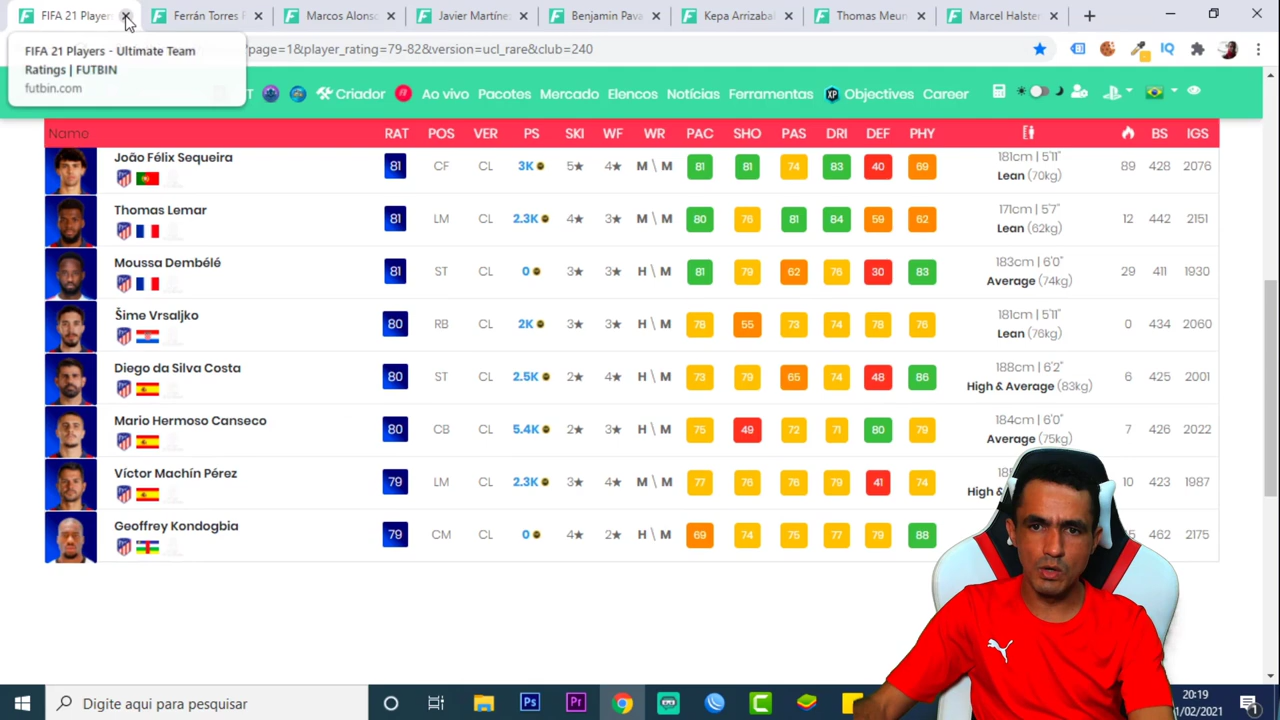 FIFA 21 Player
Ferrán Torres F
Marcos Alonso
Javier Martíne
Benjamin Pava
Kepa Arrizabal
Thomas Meun
Marcel Halster
?page=1&player_rating=79-82&version=ucl_rare&club=240
IQ
FIFA 21 Players - Ultimate Team
Ratings | FUTBIN
futbin.com
T Criador Ao vivo Pacotes Mercado Elencos Notícias Ferramentas XP Objectives Career
Name RAT POS VER PS SKI WF WR PAC SHO PAS DRI DEF PHY BS IGS
João Félix Sequeira 81 CF CL 3K 5★ 4★ M \ M 81 81 74 83 40 69 181cm | 5'11" 89 428 2076
Lean (70kg)
Thomas Lemar 81 LM CL 2.3K 4★ 3★ M \ M 80 76 81 84 59 62 171cm | 5'7" 12 442 2151
Lean (62kg)
Moussa Dembélé 81 ST CL 0 3★ 3★ H \ M 81 79 62 76 30 83 183cm | 6'0" 29 411 1930
Average (74kg)
Šime Vrsaljko 80 RB CL 2K 3★ 3★ H \ M 78 55 73 74 78 76 181cm | 5'11" 0 434 2060
Lean (76kg)
Diego da Silva Costa 80 ST CL 2.5K 2★ 4★ H \ M 73 79 65 74 48 86 188cm | 6'2" 6 425 2001
High & Average (83kg)
Mario Hermoso Canseco 80 CB CL 5.4K 2★ 3★ H \ M 75 49 72 71 80 79 184cm | 6'0" 7 426 2022
Average (75kg)
Víctor Machín Pérez 79 LM CL 2.3K 3★ 4★ M \ M 77 76 76 79 41 74 10 423 1987
High &
Geoffrey Kondogbia 79 CM CL 0 4★ 2★ H \ M 69 74 75 77 79 88 5 462 2175
Digite aqui para pesquisar
Ps
Pr
20:19
1/02/2021
1